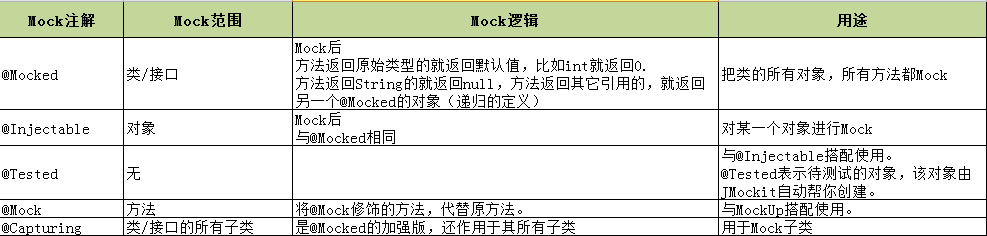 Mock注解 Mock范围 Mock逻辑 用途
@Mocked 类/接口 Mock后
方法返回原始类型的就返回默认值，比如int就返回0.
方法返回String的就返回null，方法返回其它引用的，就返回
另一个@Mocked的对象（递归的定义） 把类的所有对象，所有方法都Mock
@Injectable 对象 Mock后
与@Mocked相同 对某一个对象进行Mock
@Tested 无 与@Injectable搭配使用。
@Tested表示待测试的对象，该对象由
JMockit自动帮你创建。
@Mock 方法 将@Mock修饰的方法，代替原方法。 与MockUp搭配使用。
@Capturing 类/接口的所有子类 是@Mocked的加强版，还作用于其所有子类 用于Mock子类